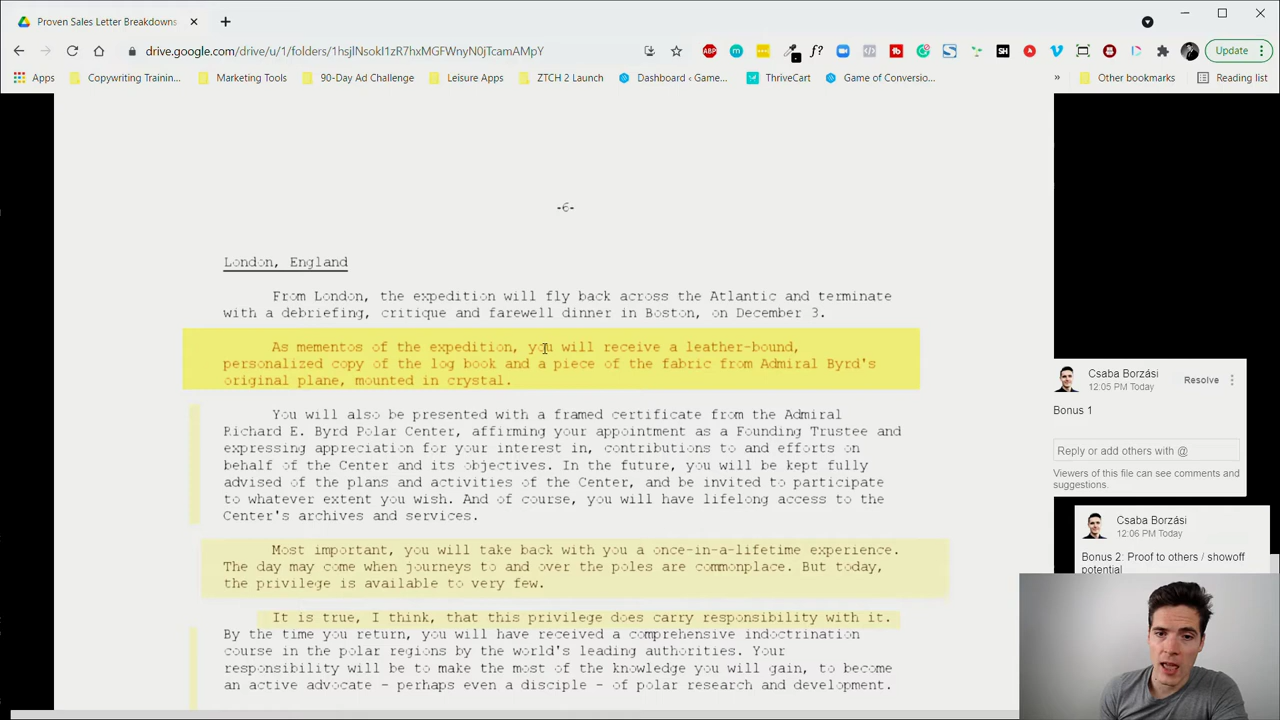 Proven Sales Letter Breakdowns
drive.google.com/drive/u/1/folders/1hsjlNsokI1zR7hxMGFWnyN0jTcamAMpY
Update
Apps
Copywriting Trainin...
Marketing Tools
90-Day Ad Challenge
Leisure Apps
ZTCH 2 Launch
Dashboard ‹ Game...
ThriveCart
Game of Conversio...
»
Other bookmarks
Reading list
-6-
London, England
From London, the expedition will fly back across the Atlantic and terminate
with a debriefing, critique and farewell dinner in Boston, on December 3.
As mementos of the expedition, you will receive a leather-bound,
personalized copy of the log book and a piece of the fabric from Admiral Byrd's
original plane, mounted in crystal.
You will also be presented with a framed certificate from the Admiral
Richard E. Byrd Polar Center, affirming your appointment as a Founding Trustee and
expressing appreciation for your interest in, contributions to and efforts on
behalf of the Center and its objectives. In the future, you will be kept fully
advised of the plans and activities of the Center, and be invited to participate
to whatever extent you wish. And of course, you will have lifelong access to the
Center's archives and services.
Most important, you will take back with you a once-in-a-lifetime experience.
The day may come when journeys to and over the poles are commonplace. But today,
the privilege is available to very few.
It is true, I think, that this privilege does carry responsibility with it.
By the time you return, you will have received a comprehensive indoctrination
course in the polar regions by the world's leading authorities. Your
responsibility will be to make the most of the knowledge you will gain, to become
an active advocate - perhaps even a disciple - of polar research and development.
Csaba Borzási
12:05 PM Today
Resolve
Bonus 1
Reply or add others with @
Viewers of this file can see comments and
suggestions.
Csaba Borzási
12:06 PM Today
Bonus 2: Proof to others / showoff
potential